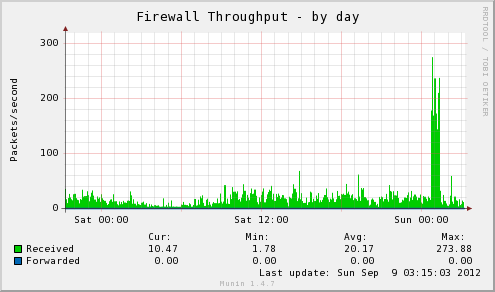 Firewall Throughput - by day
RRDTOOL / TOBI OETIKER
Packets/second
300
200
100
0
Sat 00:00 Sat 12:00 Sun 00:00
Cur: Min: Avg: Max:
Received 10.47 1.78 20.17 273.88
Forwarded 0.00 0.00 0.00 0.00
Last update: Sun Sep 9 03:15:03 2012
Munin 1.4.7